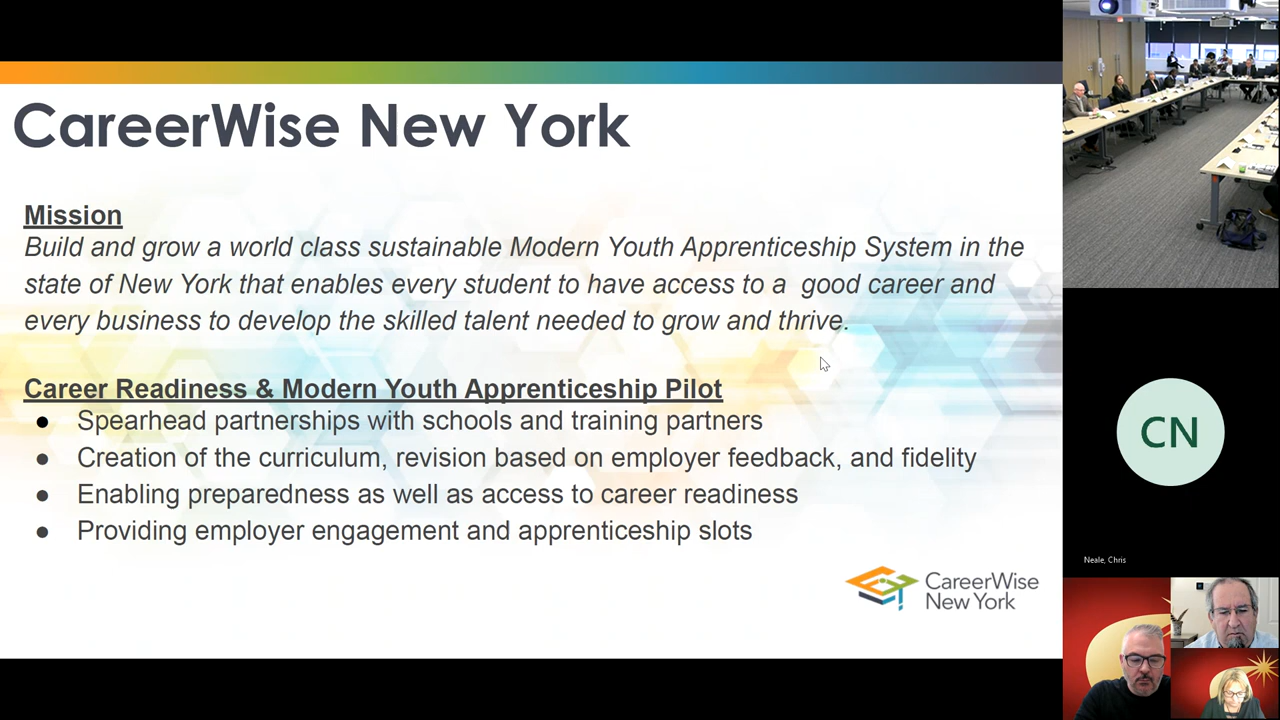 CareerWise New York
Mission
Build and grow a world class sustainable Modern Youth Apprenticeship System in the
state of New York that enables every student to have access to a good career and
every business to develop the skilled talent needed to grow and thrive.
Career Readiness & Modern Youth Apprenticeship Pilot
● Spearhead partnerships with schools and training partners
● Creation of the curriculum, revision based on employer feedback, and fidelity
● Enabling preparedness as well as access to career readiness
● Providing employer engagement and apprenticeship slots
CareerWise
New York
CN
Neale, Chris